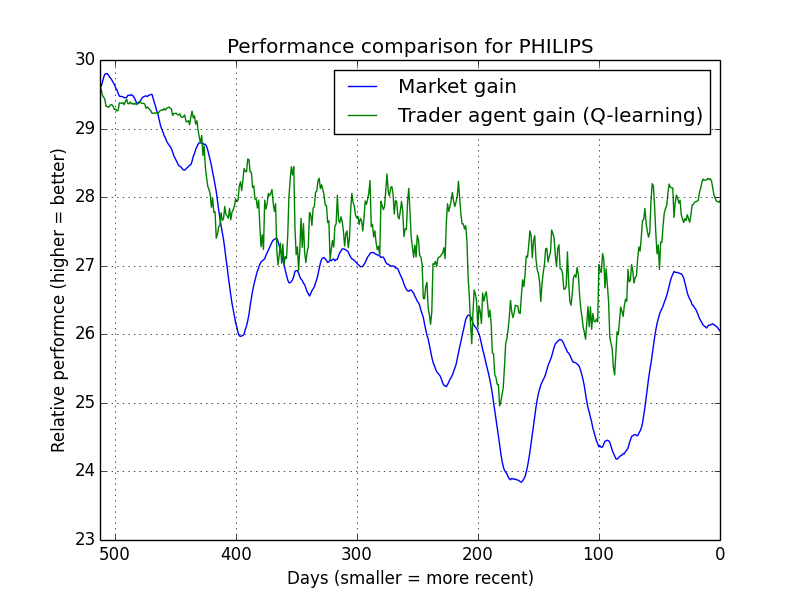 Performance comparison for PHILIPS
Market gain
Trader agent gain (Q-learning)
Relative performce (higher = better)
30
29
28
27
26
25
24
23
500 400 300 200 100 0
Days (smaller = more recent)